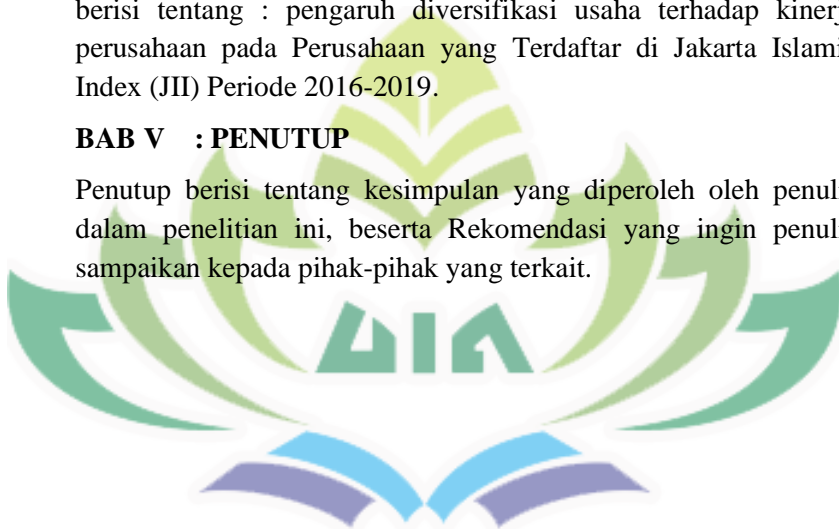 berisi tentang : pengaruh diversifikasi usaha terhadap kinerj
perusahaan pada Perusahaan yang Terdaftar di Jakarta Islami
Index (JII) Periode 2016-2019.
BAB V : PENUTUP
Penutup berisi tentang kesimpulan yang diperoleh oleh penul
dalam penelitian ini, beserta Rekomendasi yang ingin penul
sampaikan kepada pihak-pihak yang terkait.
UIN